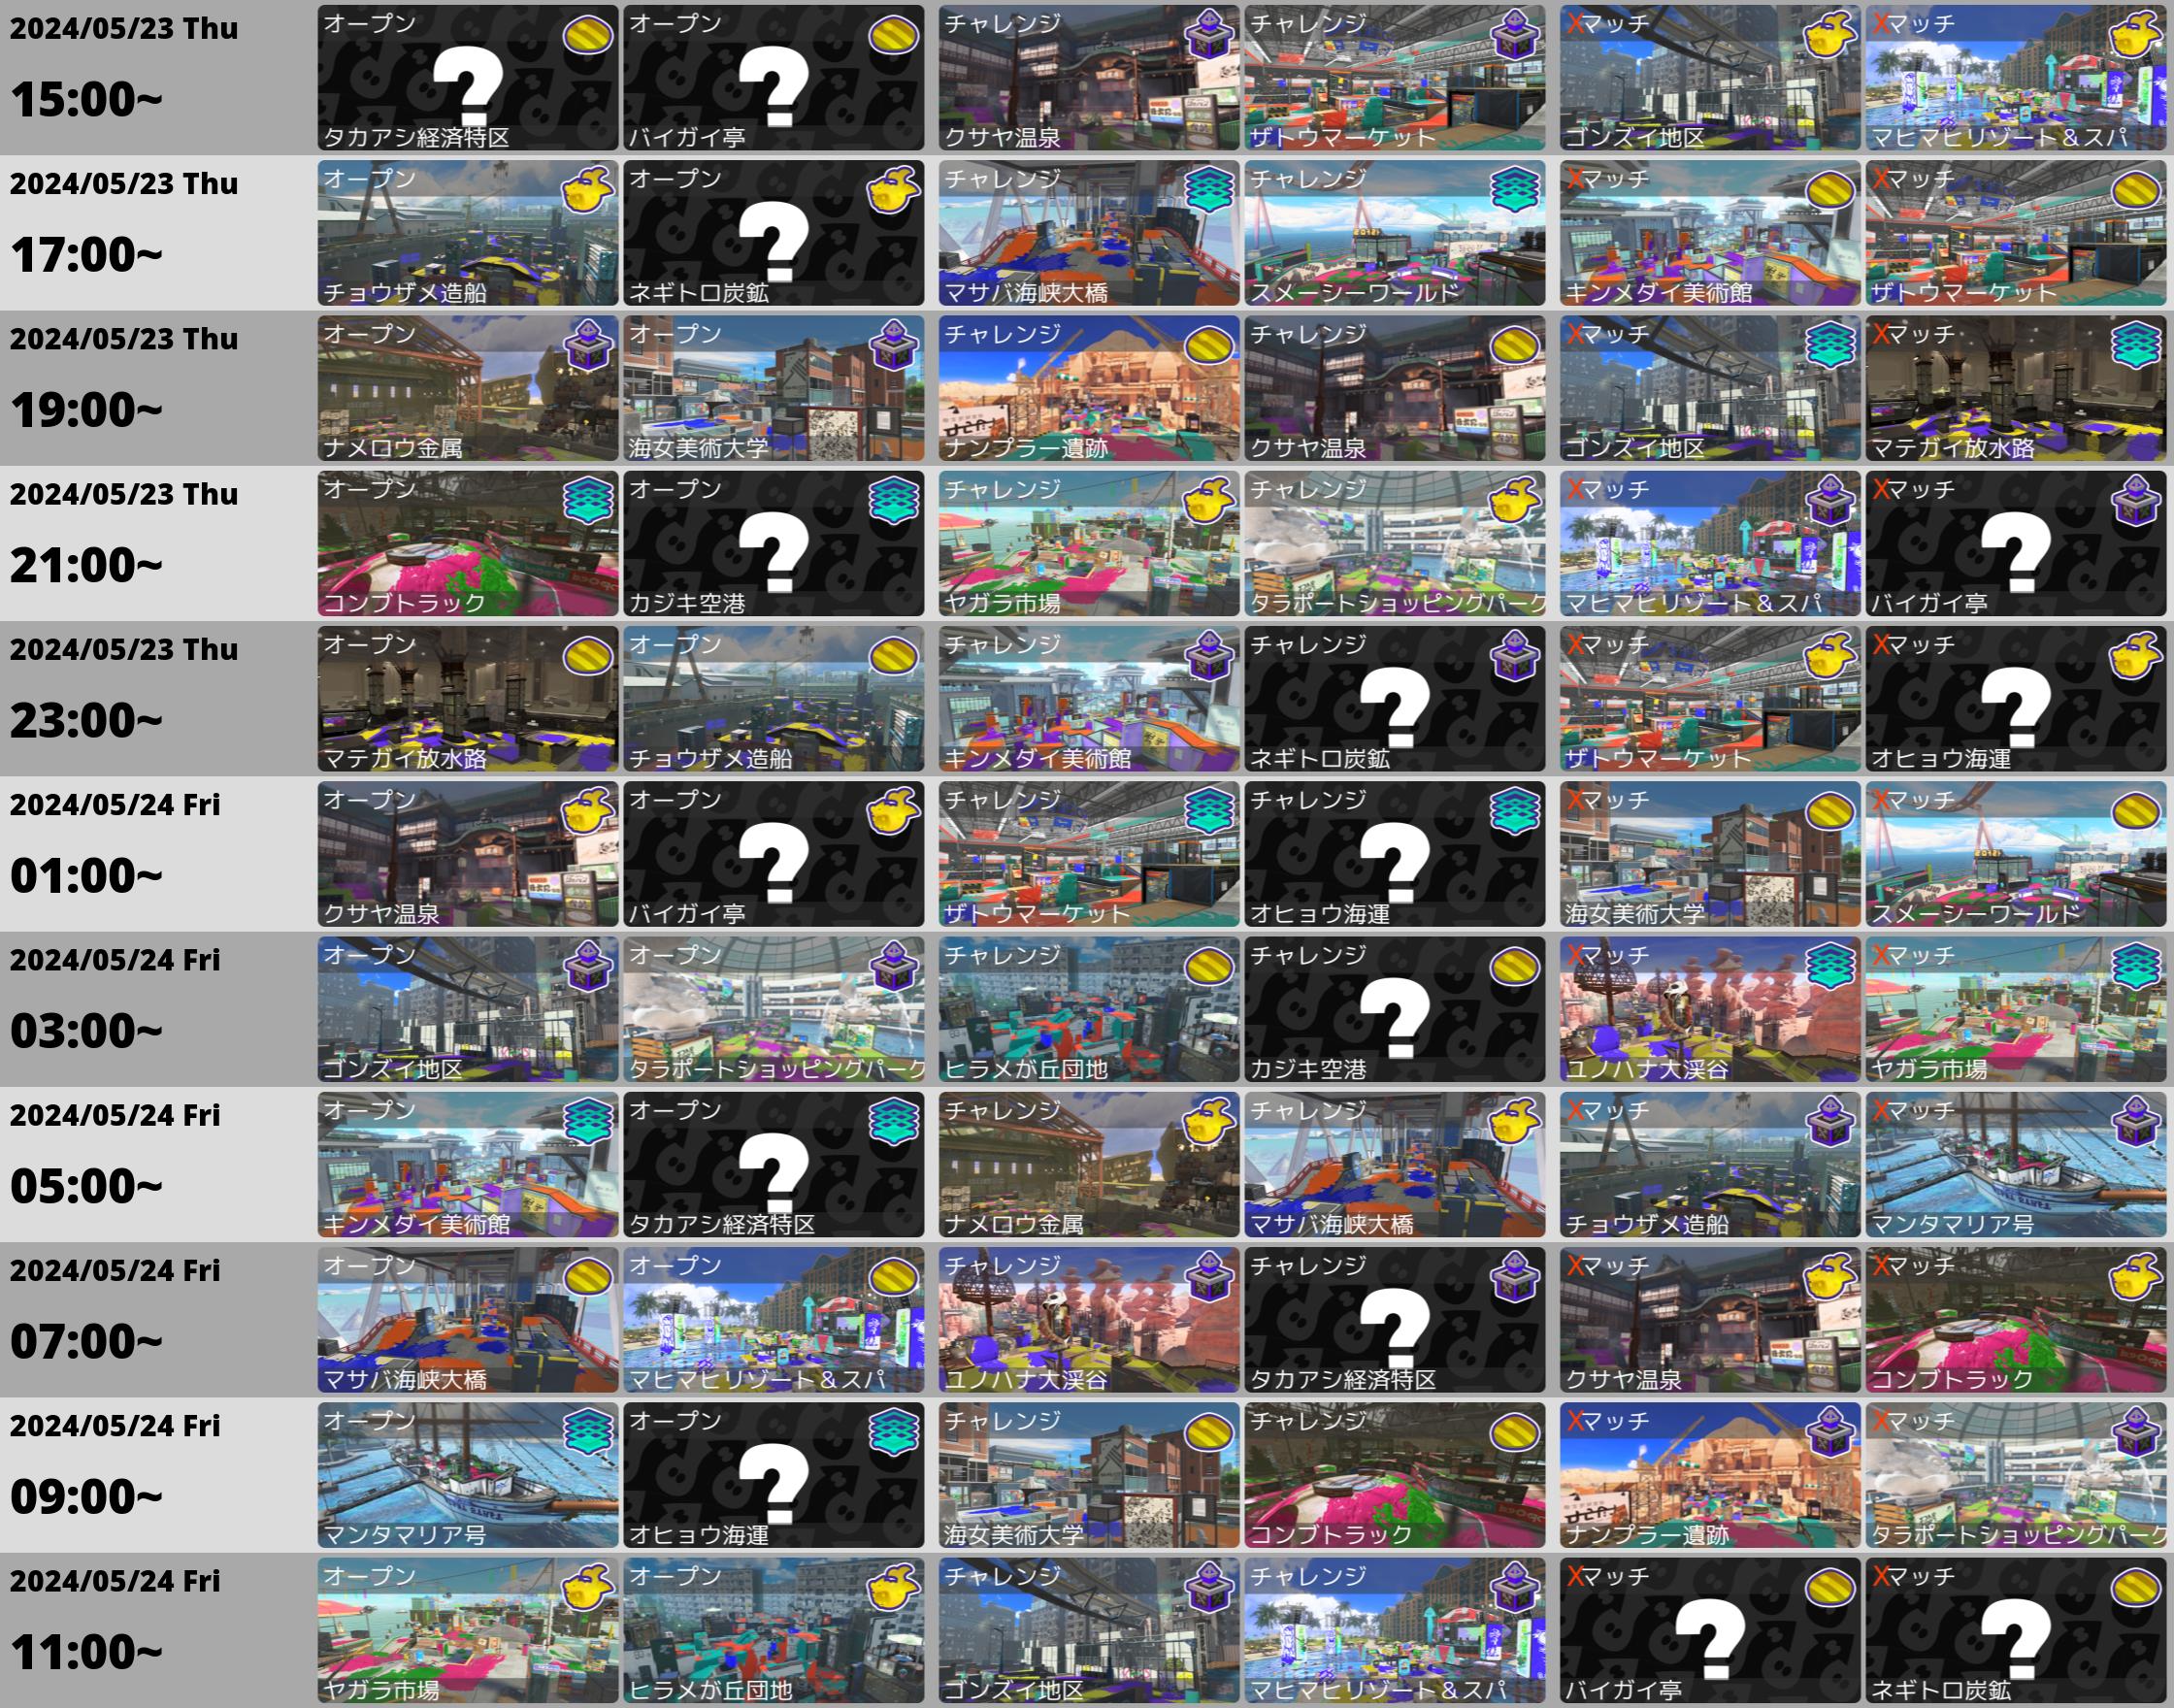 2024/05/23 Thu
15:00~
オープン
タカアシ経済特区
オープン
バイガイ亭
チャレンジ
クサヤ温泉
チャレンジ
ザトウマーケット
Xマッチ
ゴンズイ地区
Xマッチ
マヒマヒリゾート＆スパ
2024/05/23 Thu
17:00~
オープン
チョウザメ造船
オープン
ネギトロ炭鉱
チャレンジ
マサバ海峡大橋
チャレンジ
スメーシーワールド
Xマッチ
キンメダイ美術館
Xマッチ
ザトウマーケット
2024/05/23 Thu
19:00~
オープン
ナメロウ金属
オープン
海女美術大学
チャレンジ
ナンプラー遺跡
チャレンジ
クサヤ温泉
Xマッチ
ゴンズイ地区
Xマッチ
マテガイ放水路
2024/05/23 Thu
21:00~
オープン
コンブトラック
オープン
カジキ空港
チャレンジ
ヤガラ市場
チャレンジ
タラポートショッピングパーク
Xマッチ
マヒマヒリゾート＆スパ
Xマッチ
バイガイ亭
2024/05/23 Thu
23:00~
オープン
マテガイ放水路
オープン
チョウザメ造船
チャレンジ
キンメダイ美術館
チャレンジ
ネギトロ炭鉱
Xマッチ
ザトウマーケット
Xマッチ
オヒョウ海運
2024/05/24 Fri
01:00~
オープン
クサヤ温泉
オープン
バイガイ亭
チャレンジ
ザトウマーケット
チャレンジ
オヒョウ海運
Xマッチ
海女美術大学
Xマッチ
スメーシーワールド
2024/05/24 Fri
03:00~
オープン
ゴンズイ地区
オープン
タラポートショッピングパーク
チャレンジ
ヒラメが丘団地
チャレンジ
カジキ空港
Xマッチ
ユノハナ大渓谷
Xマッチ
ヤガラ市場
2024/05/24 Fri
05:00~
オープン
キンメダイ美術館
オープン
タカアシ経済特区
チャレンジ
ナメロウ金属
チャレンジ
マサバ海峡大橋
Xマッチ
チョウザメ造船
Xマッチ
マンタマリア号
2024/05/24 Fri
07:00~
オープン
マサバ海峡大橋
オープン
マヒマヒリゾート＆スパ
チャレンジ
ユノハナ大渓谷
チャレンジ
タカアシ経済特区
Xマッチ
クサヤ温泉
Xマッチ
コンブトラック
2024/05/24 Fri
09:00~
オープン
マンタマリア号
オープン
オヒョウ海運
チャレンジ
海女美術大学
チャレンジ
コンブトラック
Xマッチ
ナンプラー遺跡
Xマッチ
タラポートショッピングパーク
2024/05/24 Fri
11:00~
オープン
ヤガラ市場
オープン
ヒラメが丘団地
チャレンジ
ゴンズイ地区
チャレンジ
マヒマヒリゾート＆スパ
Xマッチ
バイガイ亭
Xマッチ
ネギトロ炭鉱